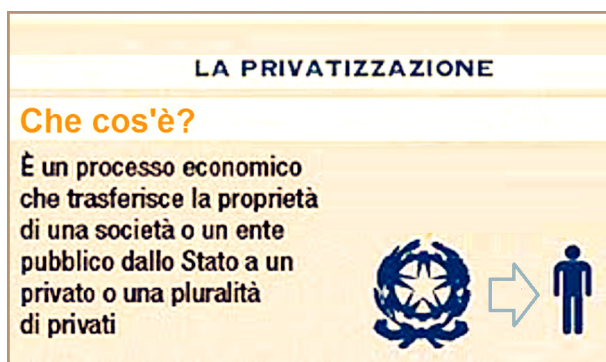 LA PRIVATIZZAZIONE
Che cos'è?
È un processo economico
che trasferisce la proprietà
di una società o un ente
pubblico dallo Stato a un
privato o una pluralità
di privati